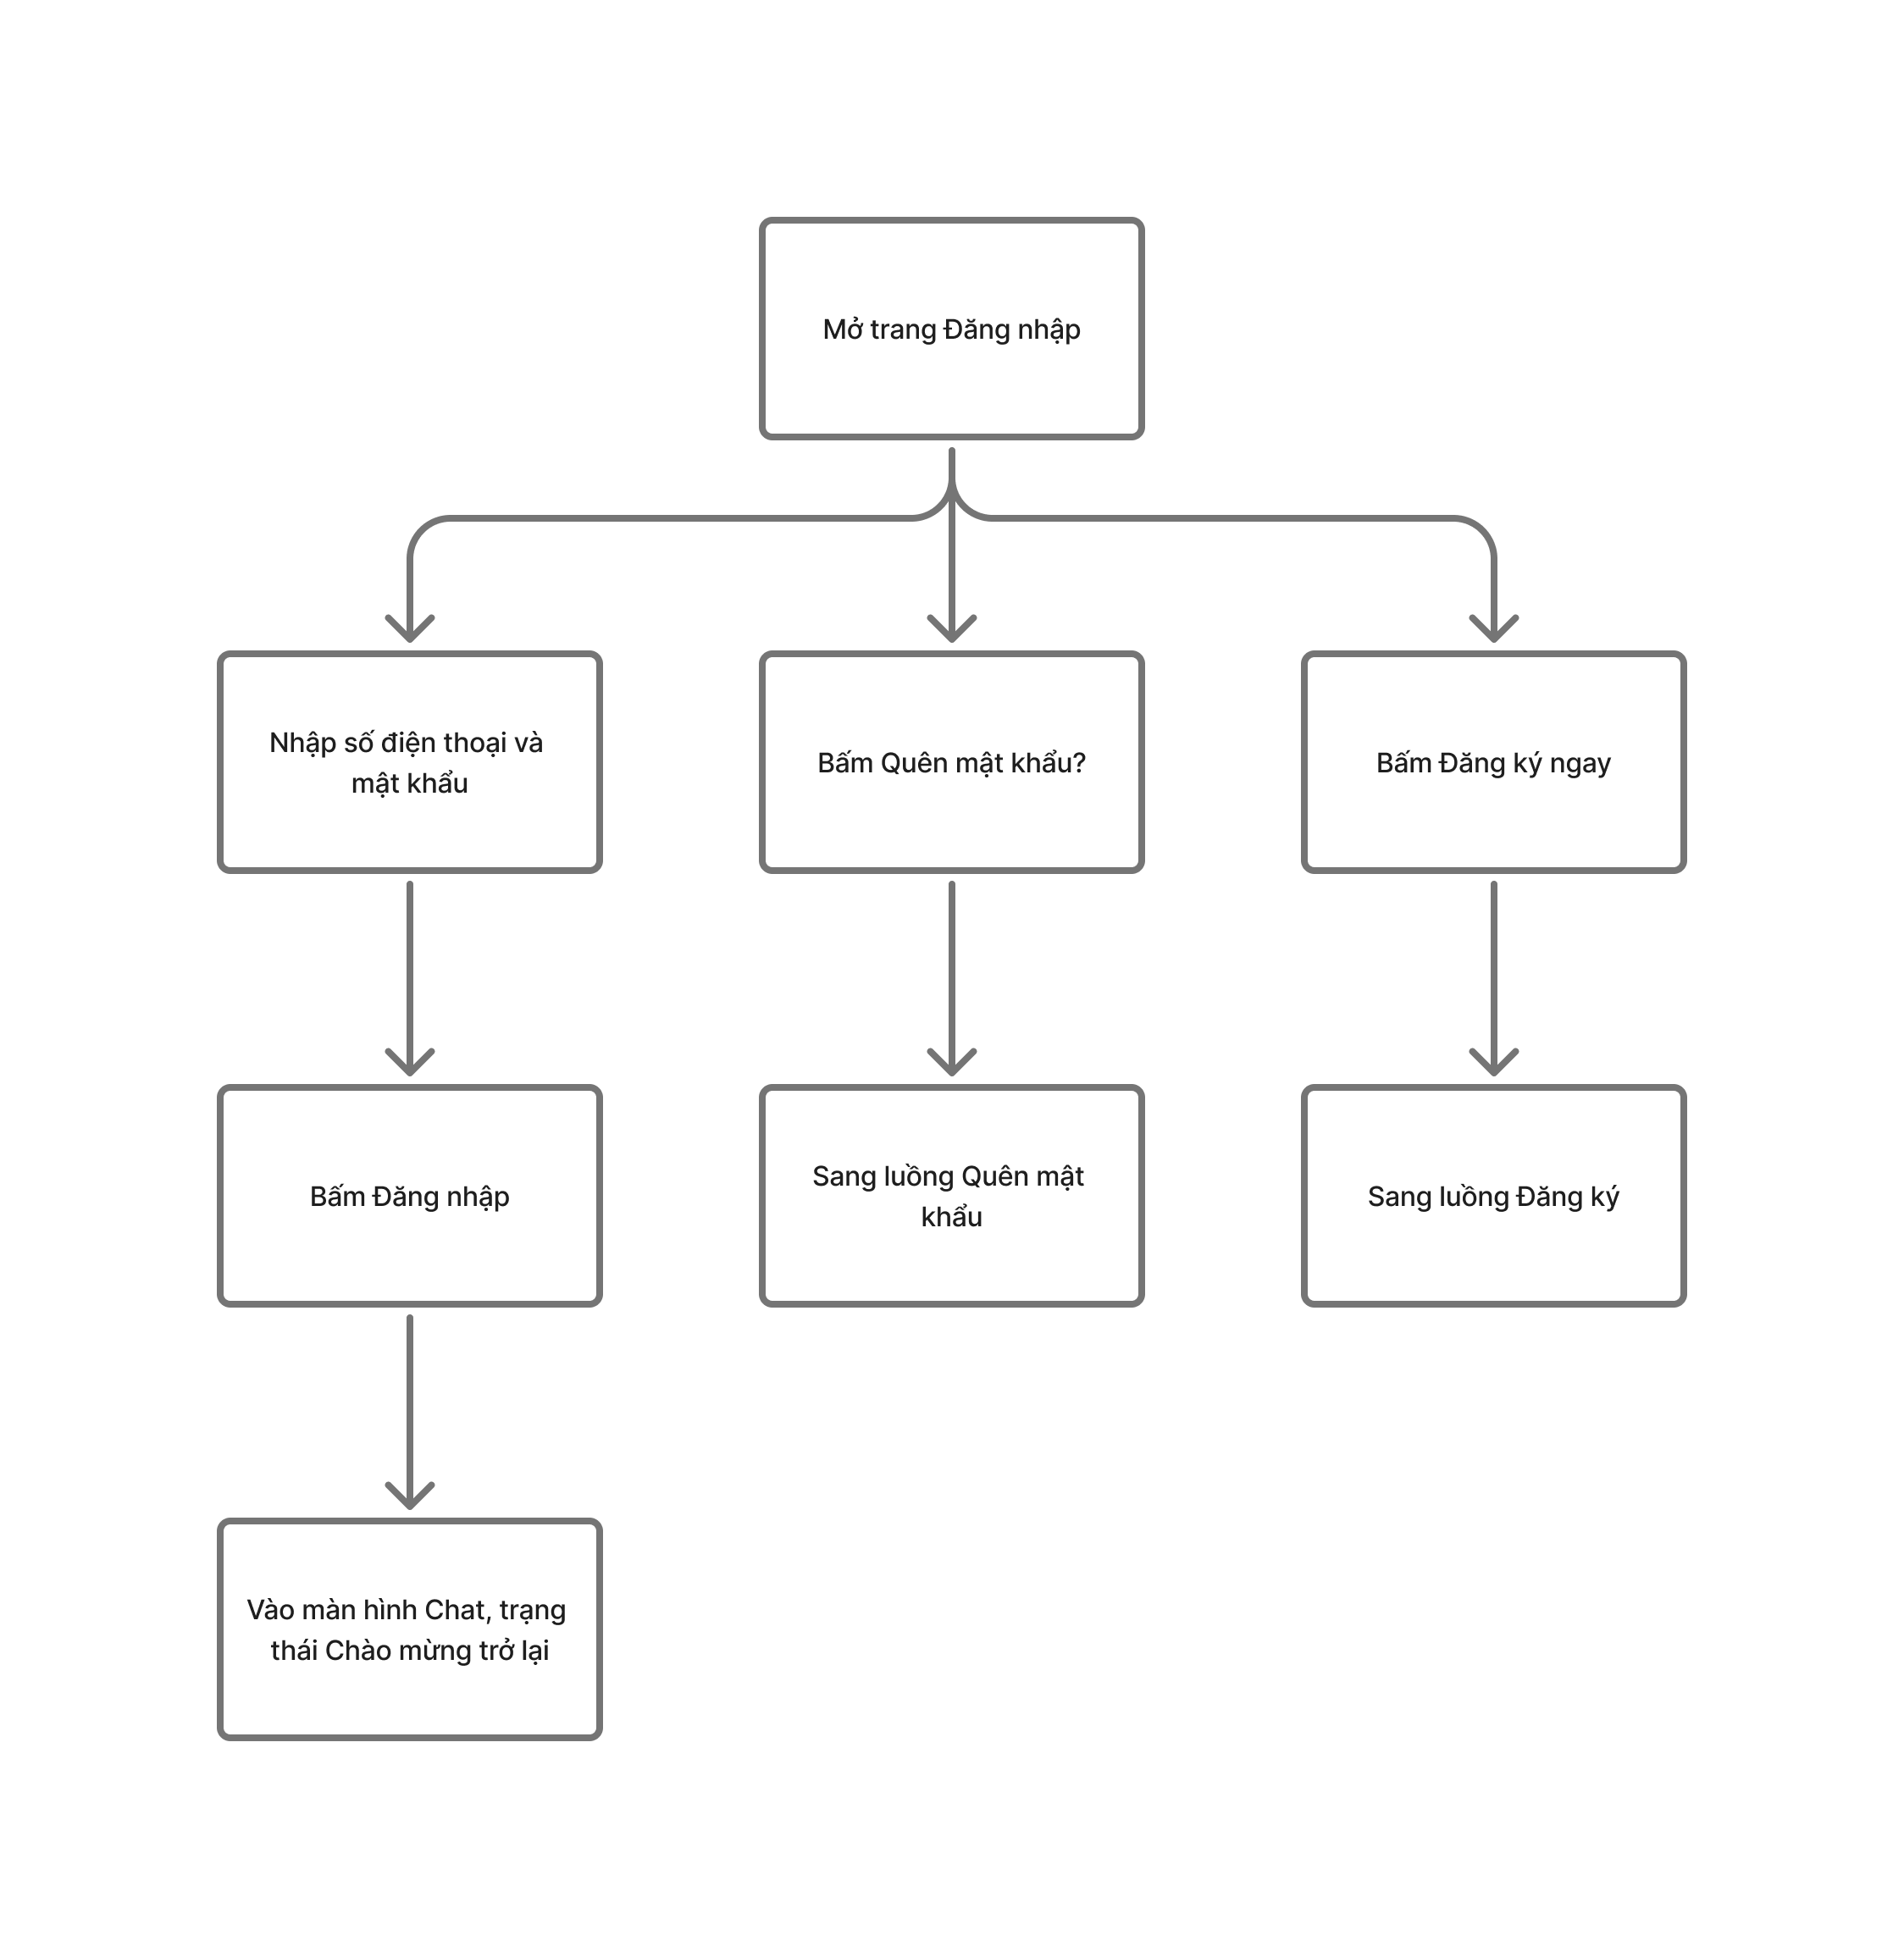 Mở trang Đăng nhập
Nhập số điện thoại và
mật khẩu
Bấm Quên mật khẩu?
Bấm Đăng ký ngay
Bấm Đăng nhập
Sang luồng Quên mật
khẩu
Sang luồng Đăng ký
Vào màn hình Chat, trạng
thái Chào mừng trở lại